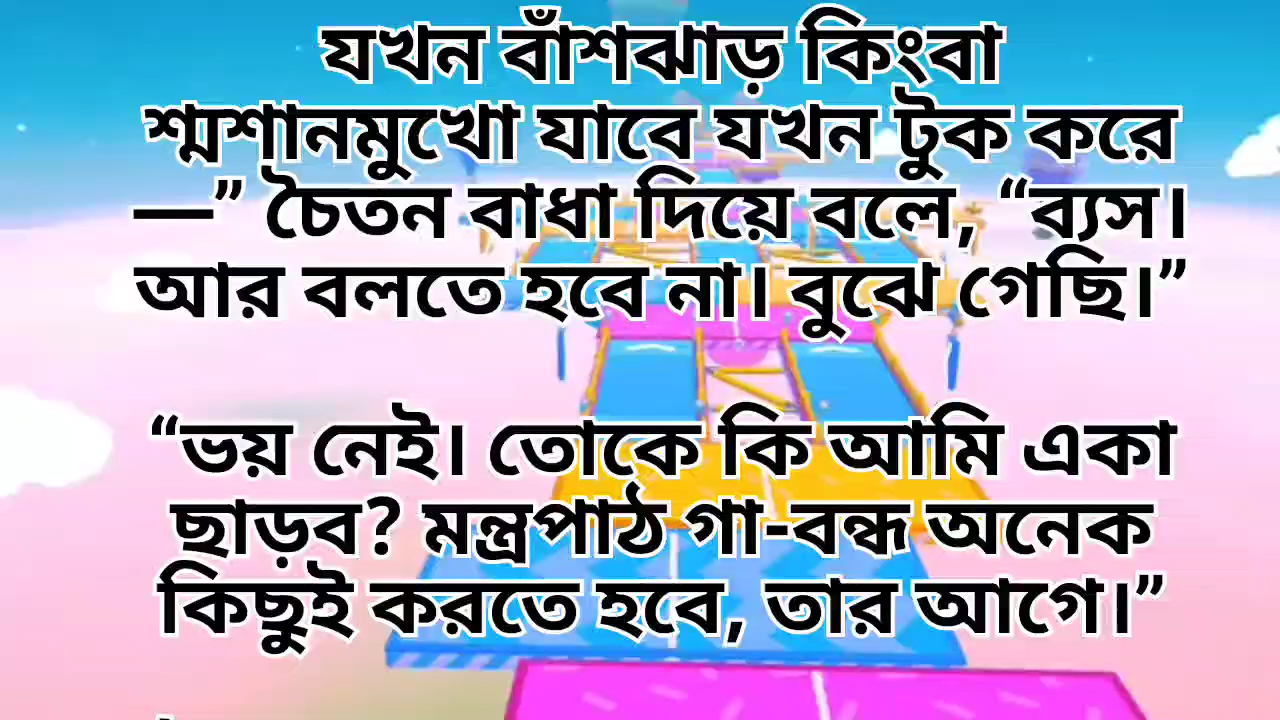 যখন বাঁশঝাড় কিংবা
শ্মশানমুখো যাবে যখন টুক করে
—” চৈতন বাধা দিয়ে বলে, “ব্যস।
আর বলতে হবে না। বুঝে গেছি।”
“ভয় নেই। তোকে কি আমি একা
ছাড়ব? মন্ত্রপাঠ গা-বন্ধ অনেক
কিছুই করতে হবে, তার আগে।”